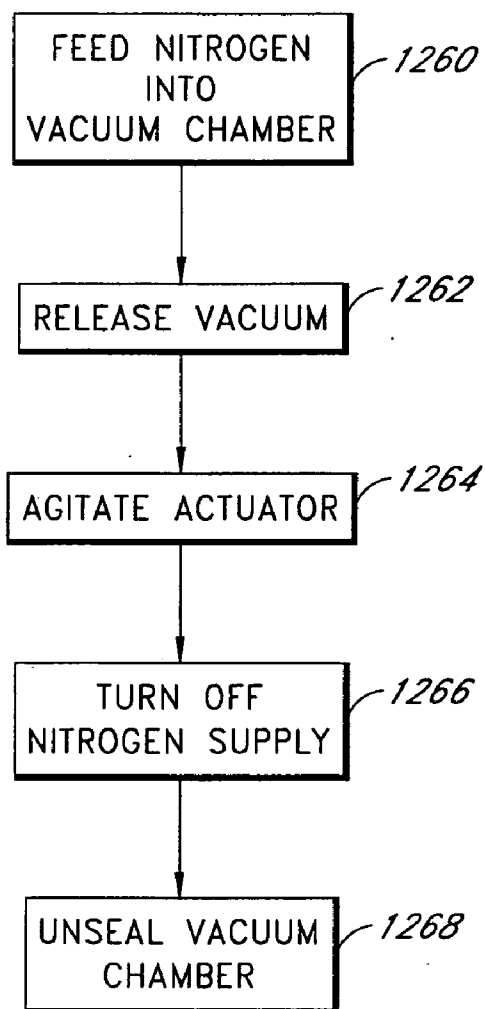 FEED NITROGEN
INTO
VACUUM CHAMBER
1260
RELEASE VACUUM
1262
AGITATE ACTUATOR
1264
TURN OFF
NITROGEN SUPPLY
1266
UNSEAL VACUUM
CHAMBER
1268